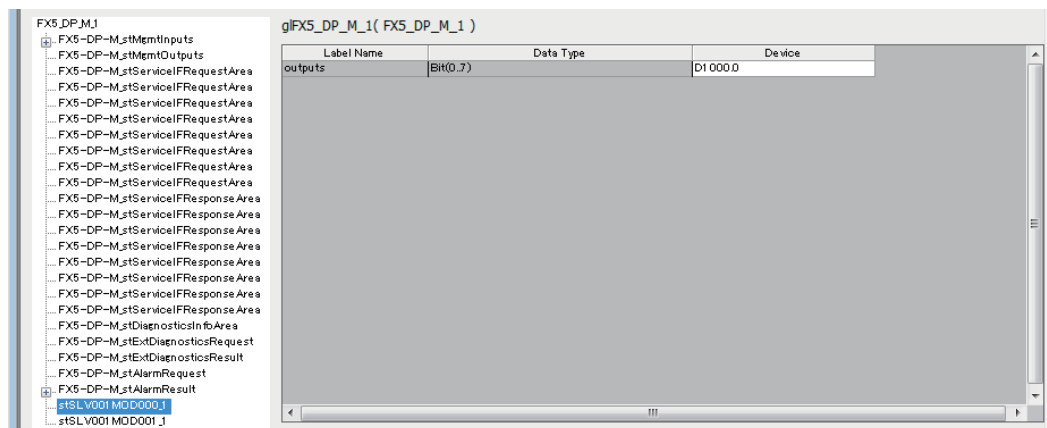 FX5_DP_M_1
FX5-DP-M_stMgmtInputs
FX5-DP-M_stMgmtOutputs
FX5-DP-M_stServiceIFRequestArea
FX5-DP-M_stServiceIFRequestArea
FX5-DP-M_stServiceIFRequestArea
FX5-DP-M_stServiceIFRequestArea
FX5-DP-M_stServiceIFRequestArea
FX5-DP-M_stServiceIFRequestArea
FX5-DP-M_stServiceIFRequestArea
FX5-DP-M_stServiceIFRequestArea
FX5-DP-M_stServiceIFResponseArea
FX5-DP-M_stServiceIFResponseArea
FX5-DP-M_stServiceIFResponseArea
FX5-DP-M_stServiceIFResponseArea
FX5-DP-M_stServiceIFResponseArea
FX5-DP-M_stServiceIFResponseArea
FX5-DP-M_stServiceIFResponseArea
FX5-DP-M_stServiceIFResponseArea
FX5-DP-M_stDiagnosticsInfoArea
FX5-DP-M_stExtDiagnosticsRequest
FX5-DP-M_stExtDiagnosticsResult
FX5-DP-M_stAlarmRequest
FX5-DP-M_stAlarmResult
stSLV001MOD000_1
stSLV001MOD001_1
glFX5_DP_M_1( FX5_DP_M_1 )
Label Name Data Type Device
outputs Bit(0..7) D1000.0